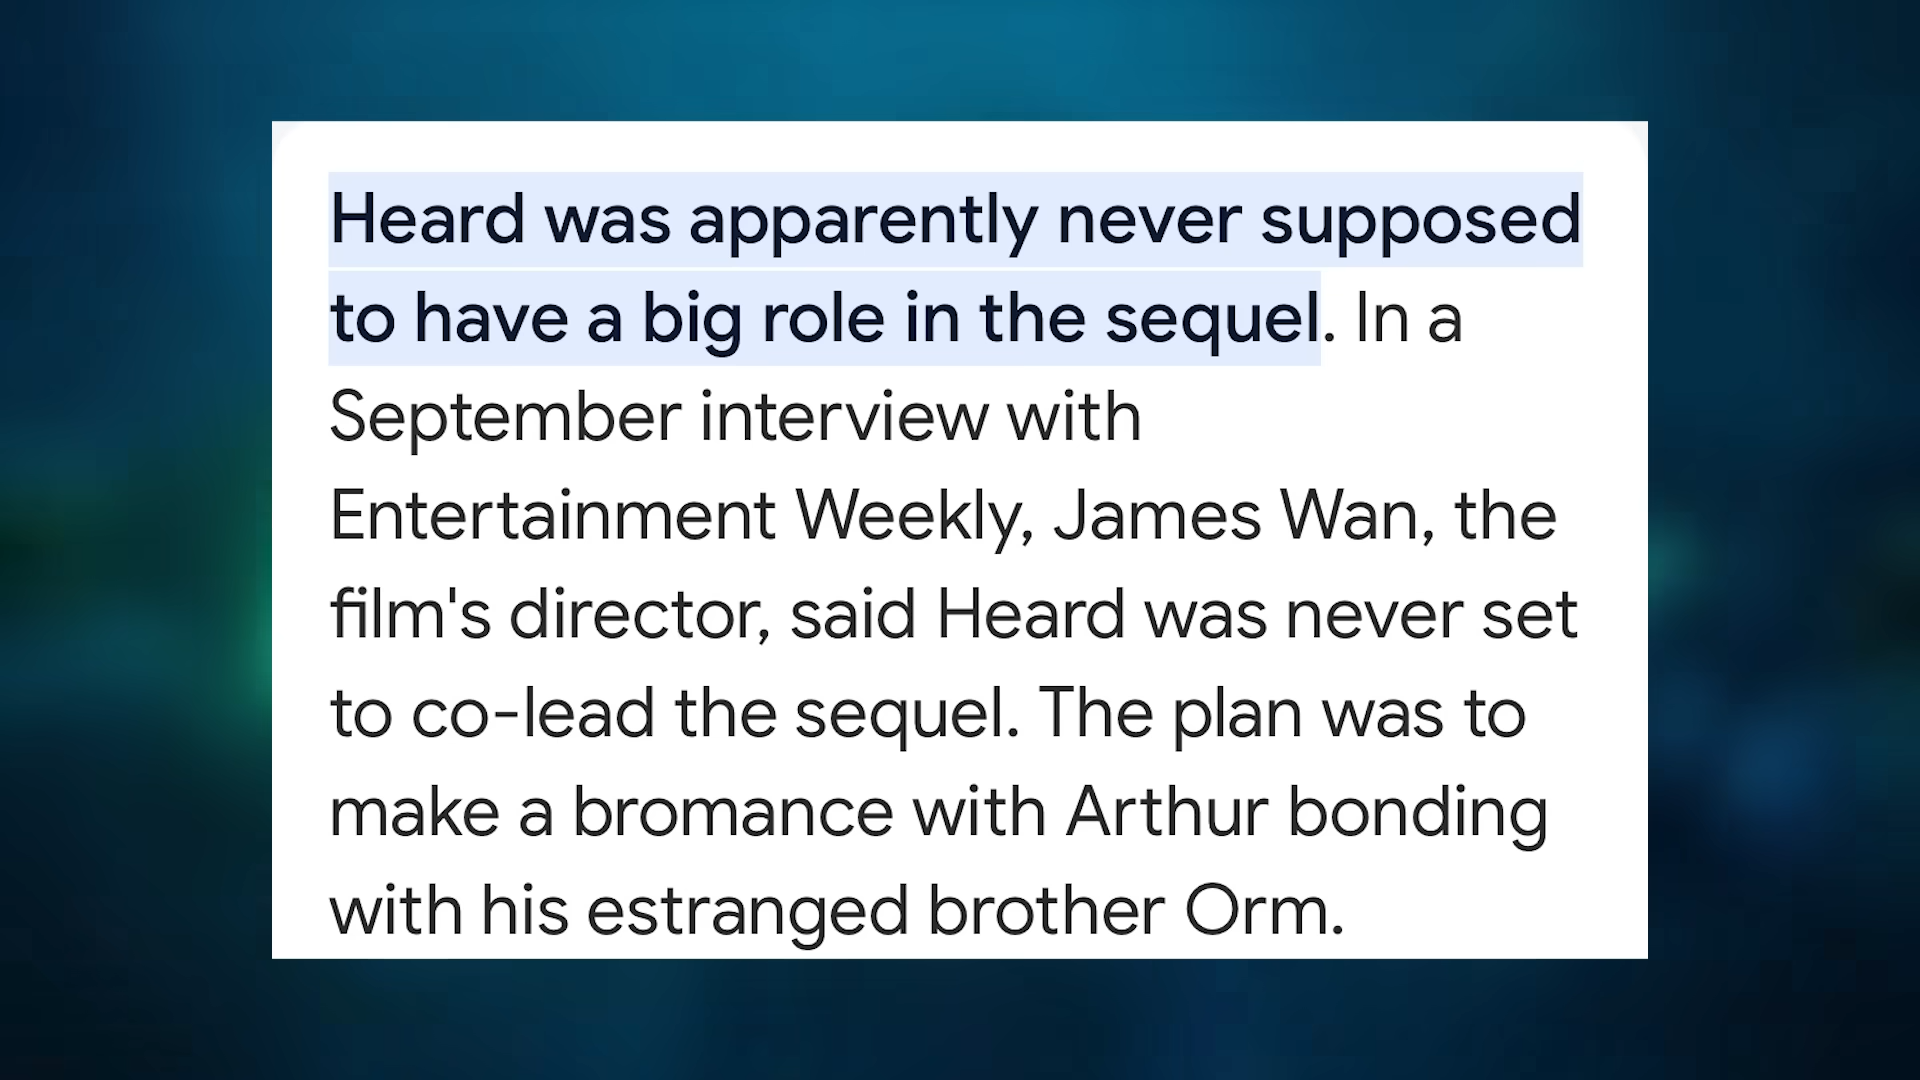 Heard was apparently never supposed
to have a big role in the sequel. In a
September interview with
Entertainment Weekly, James Wan, the
film's director, said Heard was never set
to co-lead the sequel. The plan was to
make a bromance with Arthur bonding
with his estranged brother Orm.